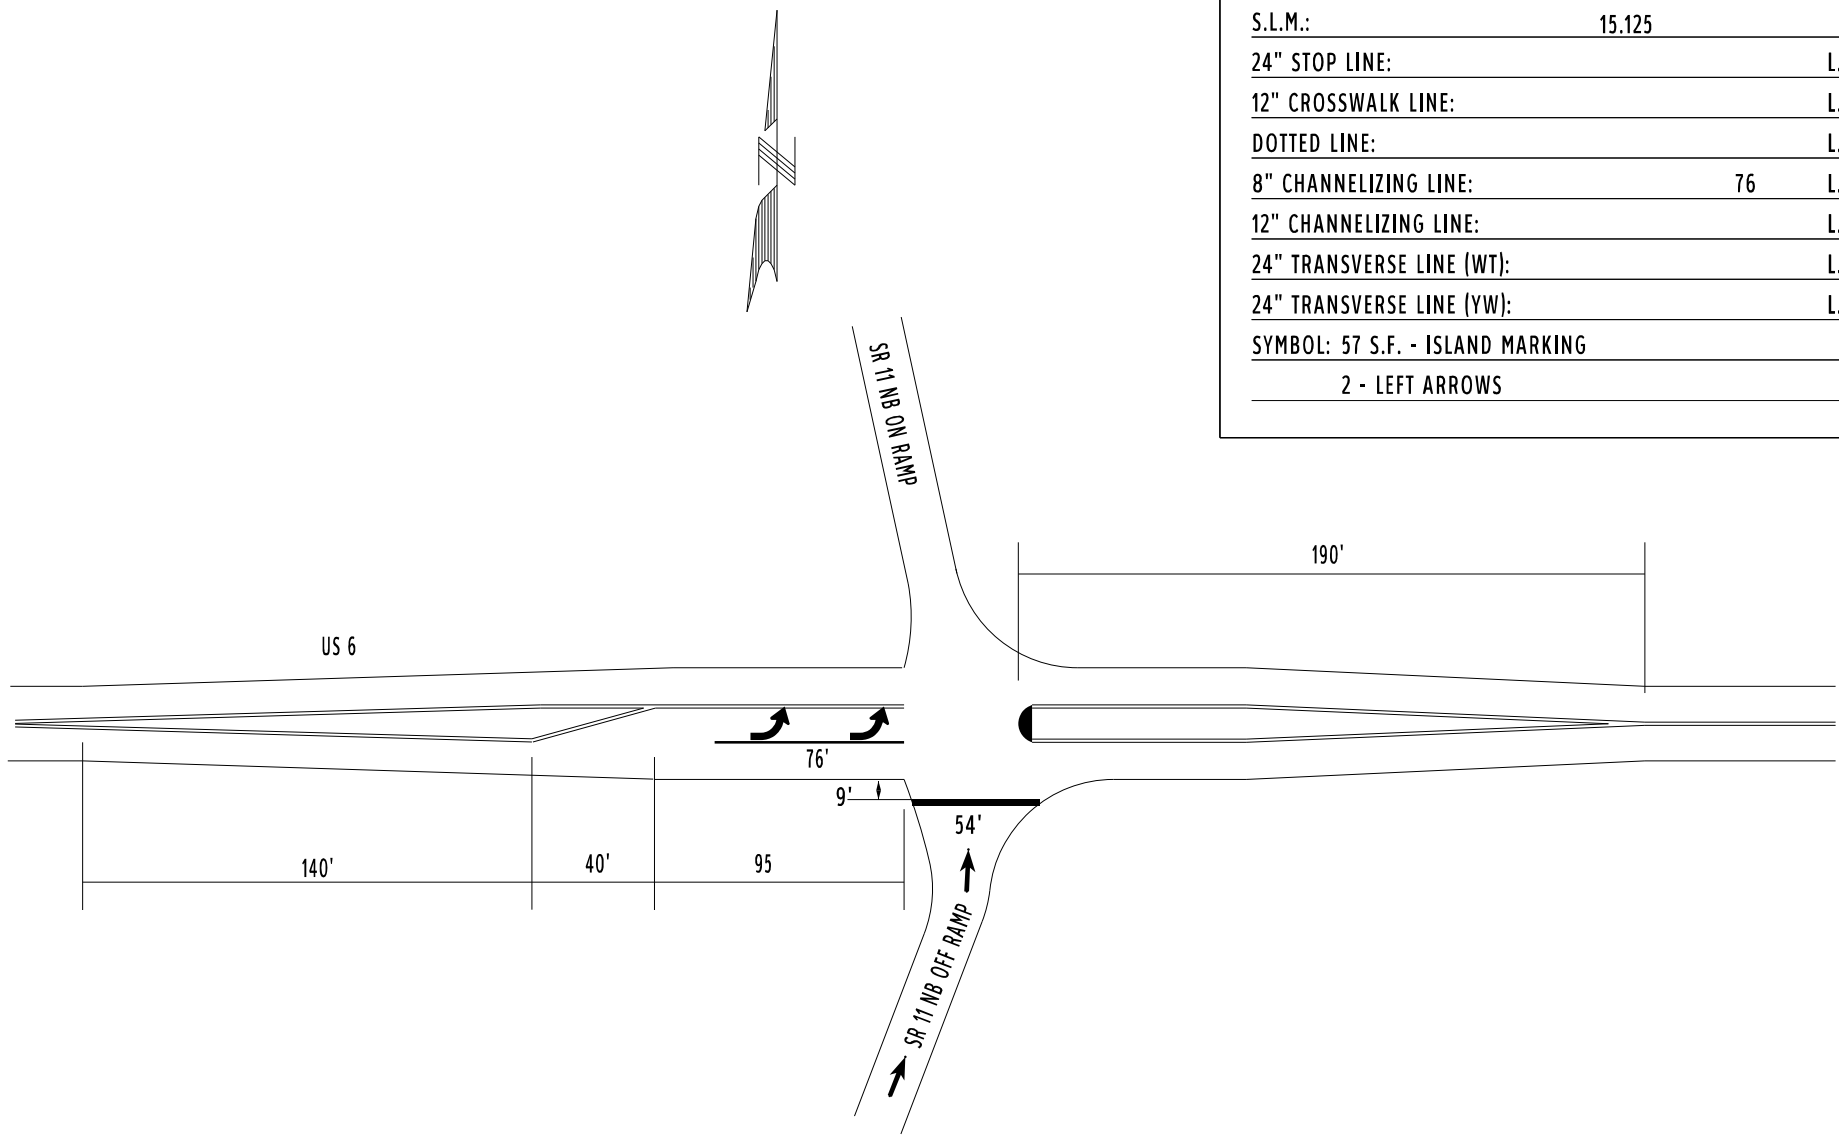 S.L.M.: 15.125
24" STOP LINE: L.
12" CROSSWALK LINE: L.
DOTTED LINE: L.
8" CHANNELIZING LINE: 76 L.
12" CHANNELIZING LINE: L.
24" TRANSVERSE LINE (WT): L.
24" TRANSVERSE LINE (YW): L.
SYMBOL: 57 S.F. - ISLAND MARKING
2 - LEFT ARROWS
N
SR 11 NB ON RAMP
190'
US 6
76'
9'
54'
140'
40'
95
SR 11 NB OFF RAMP